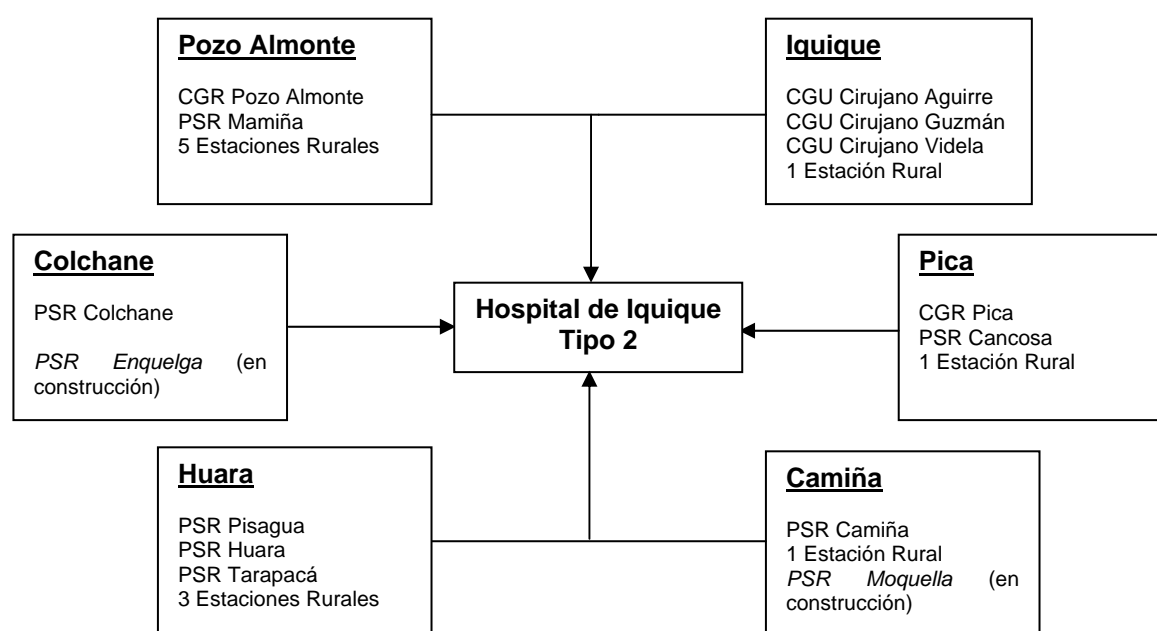 Pozo Almonte
CGR Pozo Almonte
PSR Mamiña
5 Estaciones Rurales
Iquique
CGU Cirujano Aguirre
CGU Cirujano Guzmán
CGU Cirujano Videla
1 Estación Rural
Colchane
PSR Colchane
PSR Enquelga (en
construcción)
Hospital de Iquique
Tipo 2
Pica
CGR Pica
PSR Cancosa
1 Estación Rural
Huara
PSR Pisagua
PSR Huara
PSR Tarapacá
3 Estaciones Rurales
Camiña
PSR Camiña
1 Estación Rural
PSR Moquella (en
construcción)